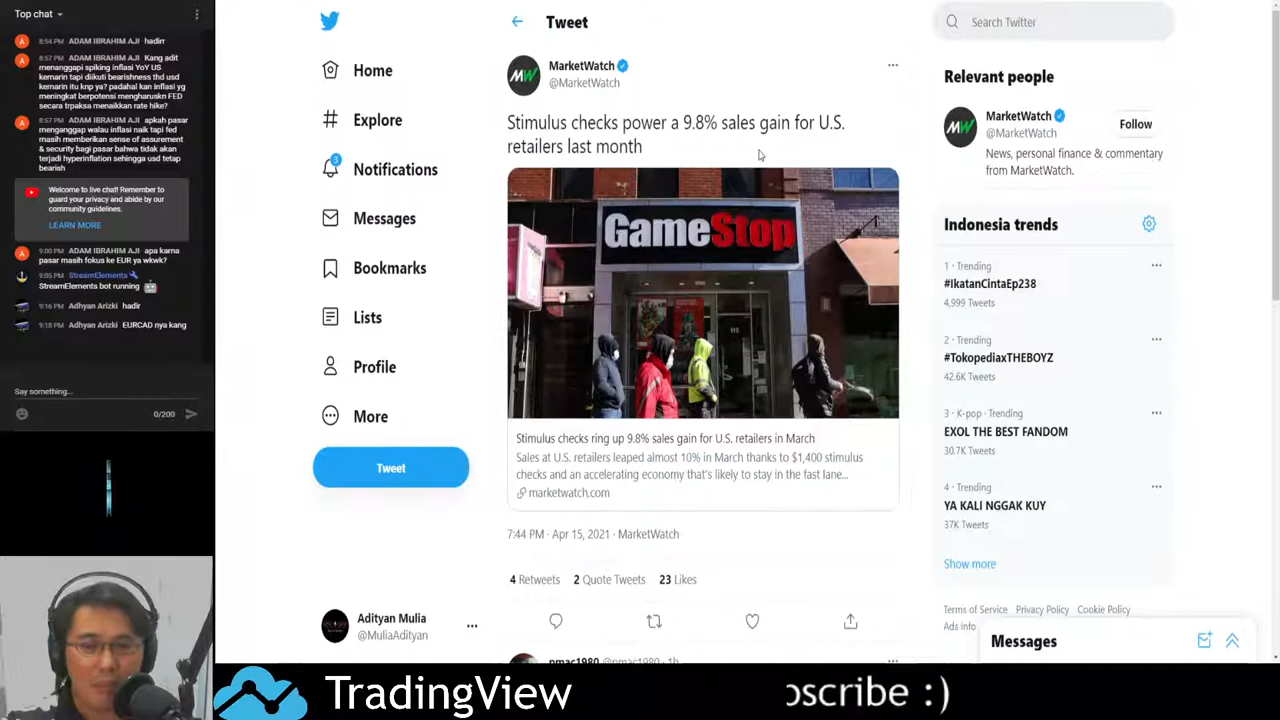 Top chat
8:54 PM ADAM IBRAHIM AJI hadirr
8:57 PM ADAM IBRAHIM AJI Kang adit
menanggapi spiking inflasi YoY US
kemarin tapi diikuti bearishness thd usd
kemarin itu knp ya? padahal kan inflasi yg
meningkat berpotensi mengharuskn FED
secara trpaksa menaikkan rate hike?
8:57 PM ADAM IBRAHIM AJI apkah pasar
menganggap walau inflasi naik tapi fed
masih memberikan sense of assurement
& security bagi pasar bahwa tidak akan
terjadi hyperinflation sehingga usd tetap
bearish
Welcome to live chat! Remember to
guard your privacy and abide by our
community guidelines.
LEARN MORE
9:00 PM ADAM IBRAHIM AJI apa karna
pasar masih fokus ke EUR ya wkwk?
9:05 PM StreamElements
StreamElements bot running
9:16 PM Adhyan Arizki hadir
9:18 PM Adhyan Arizki EURCAD nya kang
Say something...
0/200
Home
Explore
3
Notifications
Messages
Bookmarks
Lists
Profile
More
Tweet
Adityan Mulia
@MuliaAdityan
Tweet
MW
MarketWatch
@MarketWatch
Stimulus checks power a 9.8% sales gain for U.S.
retailers last month
GameStop
Stimulus checks ring up 9.8% sales gain for U.S. retailers in March
Sales at U.S. retailers leaped almost 10% in March thanks to $1,400 stimulus
checks and an accelerating economy that's likely to stay in the fast lane...
marketwatch.com
7:44 PM · Apr 15, 2021 · MarketWatch
4 Retweets 2 Quote Tweets 23 Likes
pmac1980 @pmac1980 · 1h
Search Twitter
Relevant people
MW
MarketWatch
@MarketWatch
Follow
News, personal finance & commentary
from MarketWatch.
Indonesia trends
1 · Trending
#IkatanCintaEp238
4,999 Tweets
2 · Trending
#TokopediaxTHEBOYZ
42.6K Tweets
3 · K-pop · Trending
EXOL THE BEST FANDOM
30.7K Tweets
4 · Trending
YA KALI NGGAK KUY
37K Tweets
Show more
Terms of Service Privacy Policy Cookie Policy
Ads info
Messages
TradingView
bscribe :)